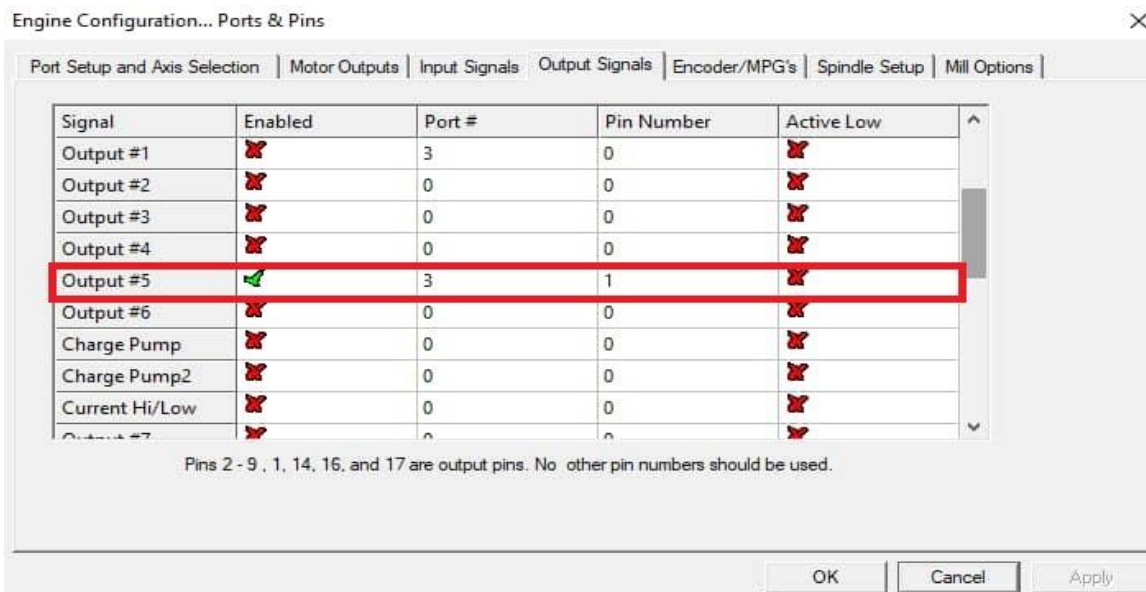 Engine Configuration... Ports & Pins
Port Setup and Axis Selection Motor Outputs Input Signals Output Signals Encoder/MPG's Spindle Setup Mill Options
Signal Enabled Port # Pin Number Active Low
Output #1 3 0
Output #2 0 0
Output #3 0 0
Output #4 0 0
Output #5 3 1
Output #6 0 0
Charge Pump 0 0
Charge Pump2 0 0
Current Hi/Low 0 0
Output #7 0 0
Pins 2 - 9 , 1, 14, 16, and 17 are output pins. No other pin numbers should be used.
OK Cancel Apply